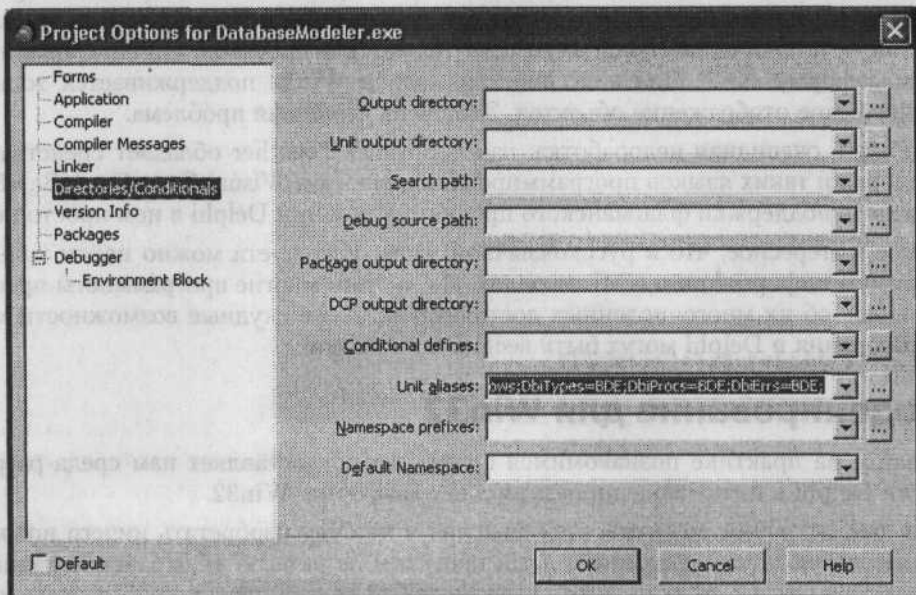 Project Options for DatabaseModeler.exe
Forms
Application
Compiler
Compiler Messages
Linker
Directories/Conditionals
Version Info
Packages
Debugger
Environment Block
Output directory:
Unit output directory:
Search path:
Debug source path:
Package output directory:
DCP output directory:
Conditional defines:
Unit aliases: ows;DbiTypes=BDE;DbiProcs=BDE;DbiErrs=BDE;
Namespace prefixes:
Default Namespace:
Default
OK
Cancel
Help